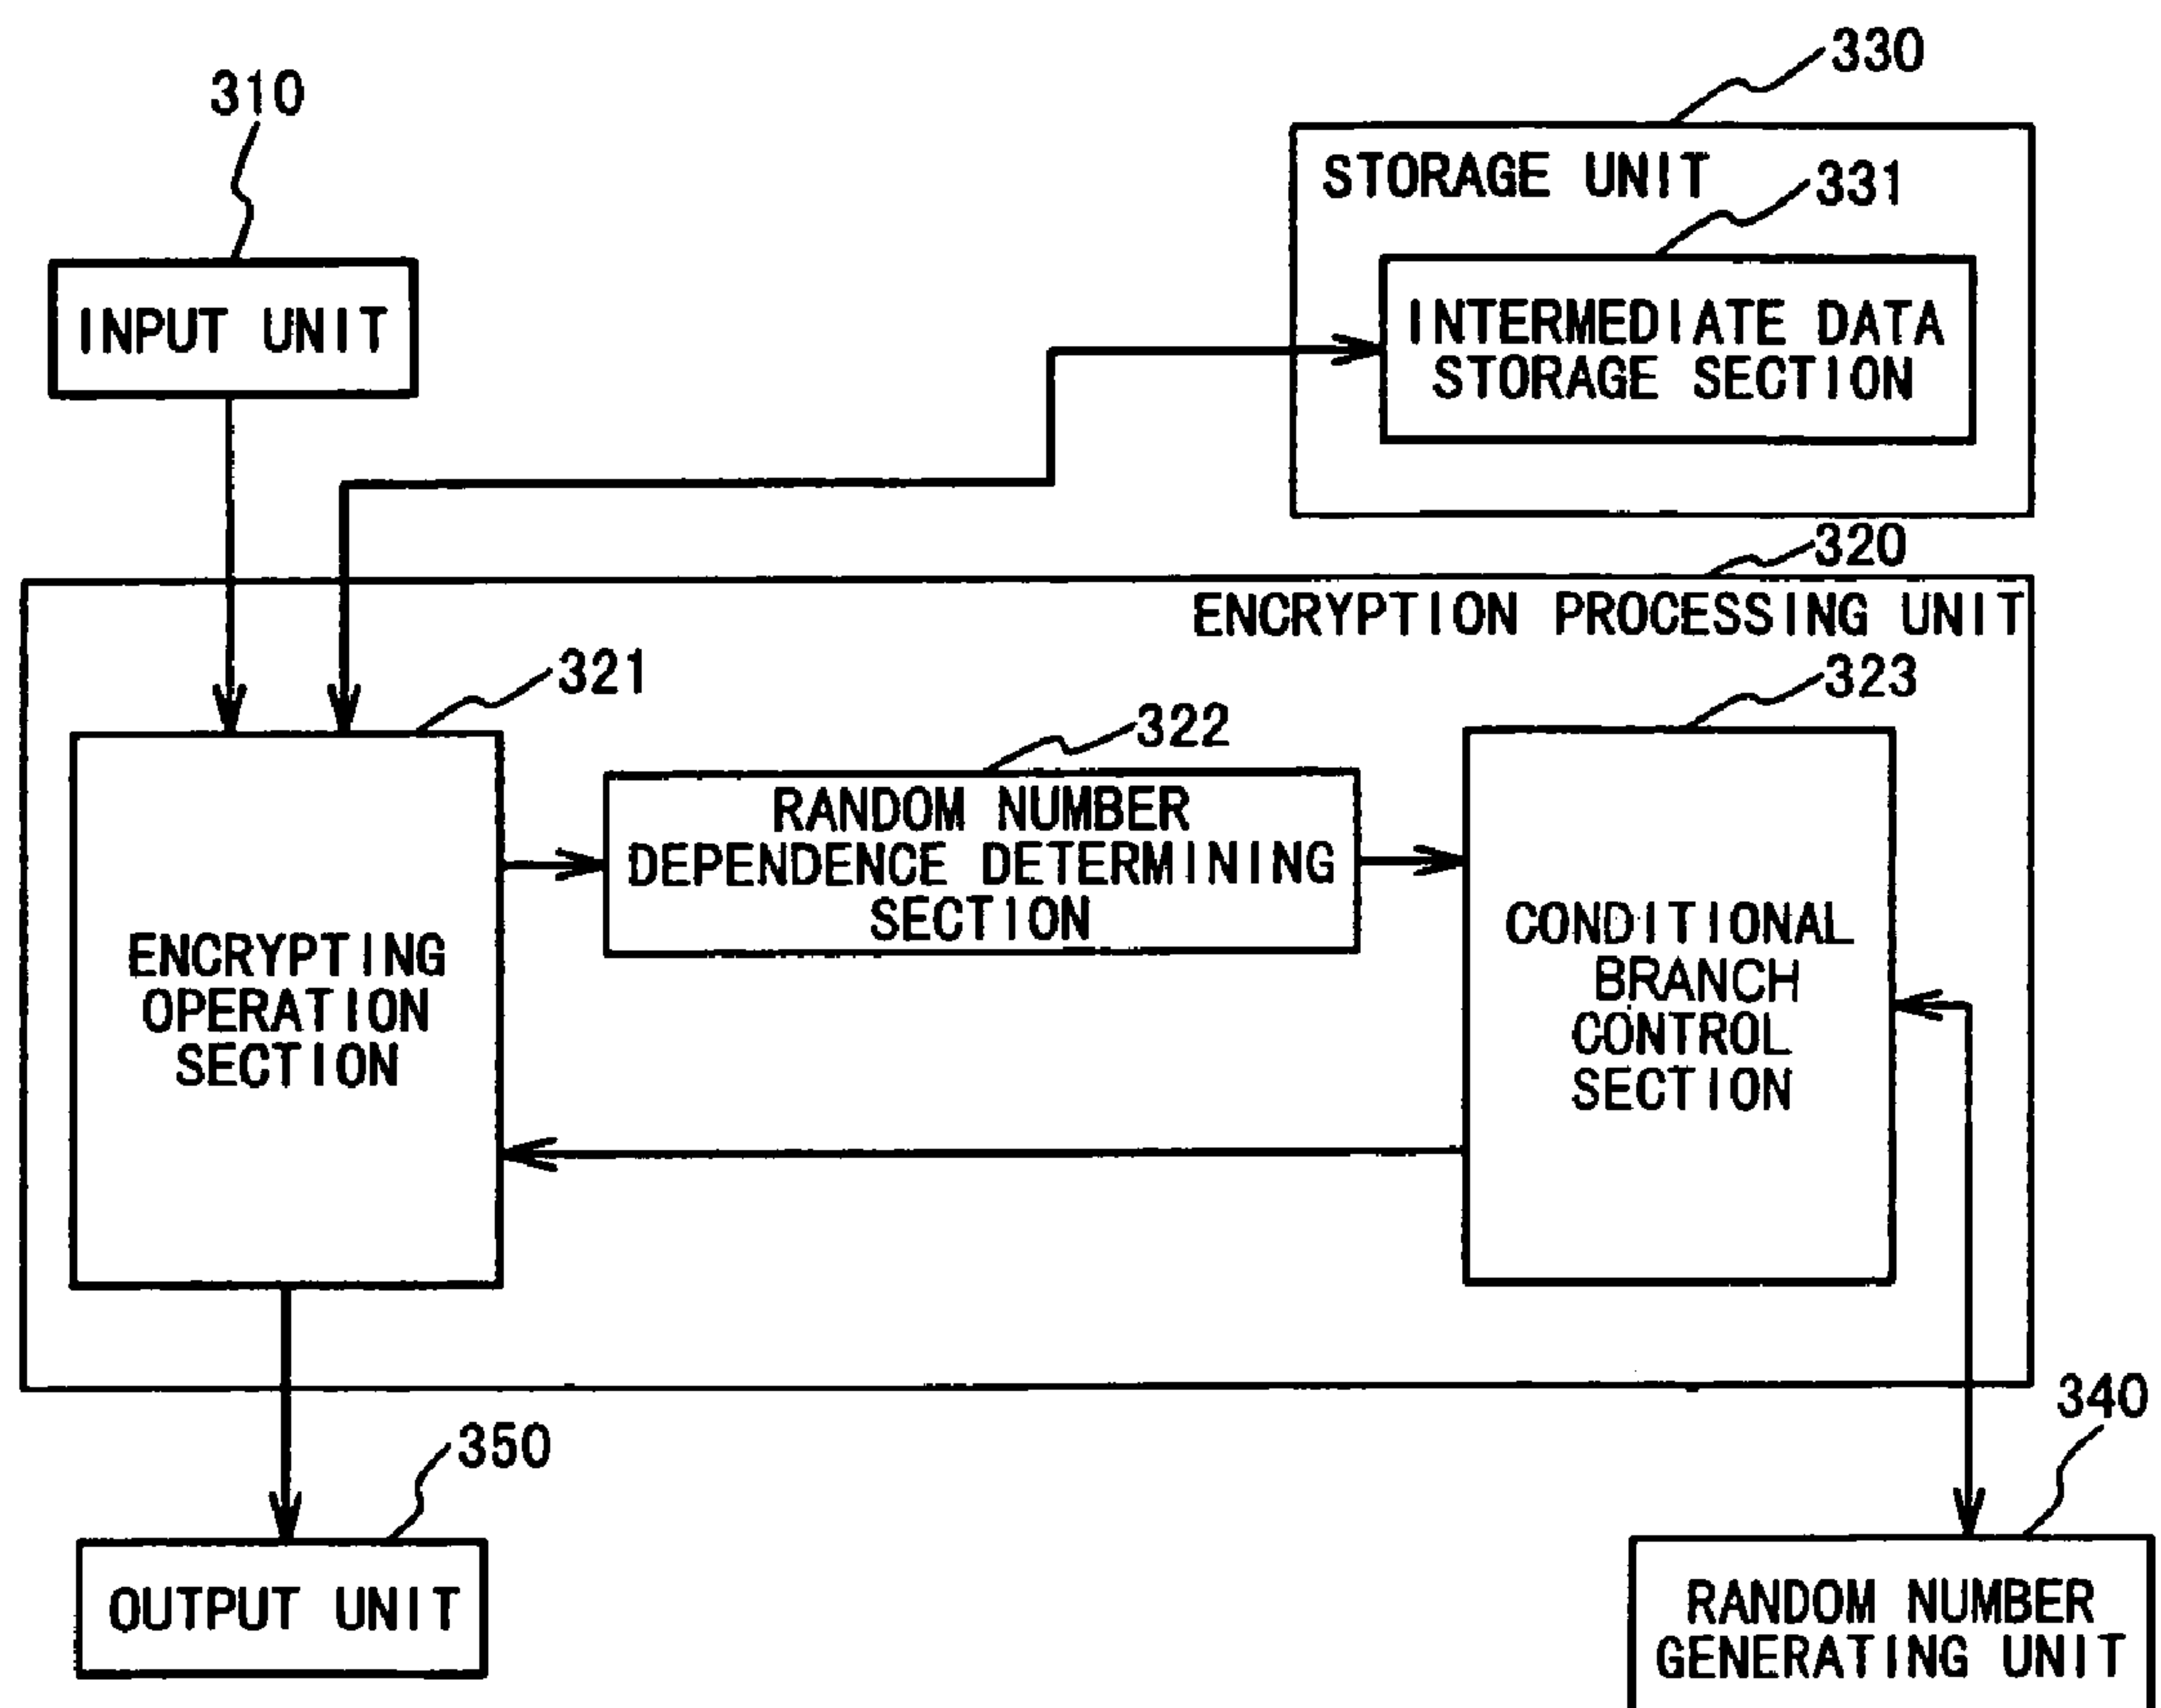 330
310
STORAGE UNIT
331
INPUT UNIT
INTERMEDIATE DATA
STORAGE SECTION
320
ENCRYPTION PROCESSING UNIT
321
322
323
RANDOM NUMBER
DEPENDENCE DETERMINING
SECTION
ENCRYPTING
OPERATION
SECTION
CONDITIONAL
BRANCH
CONTROL
SECTION
340
350
OUTPUT UNIT
RANDOM NUMBER
GENERATING UNIT